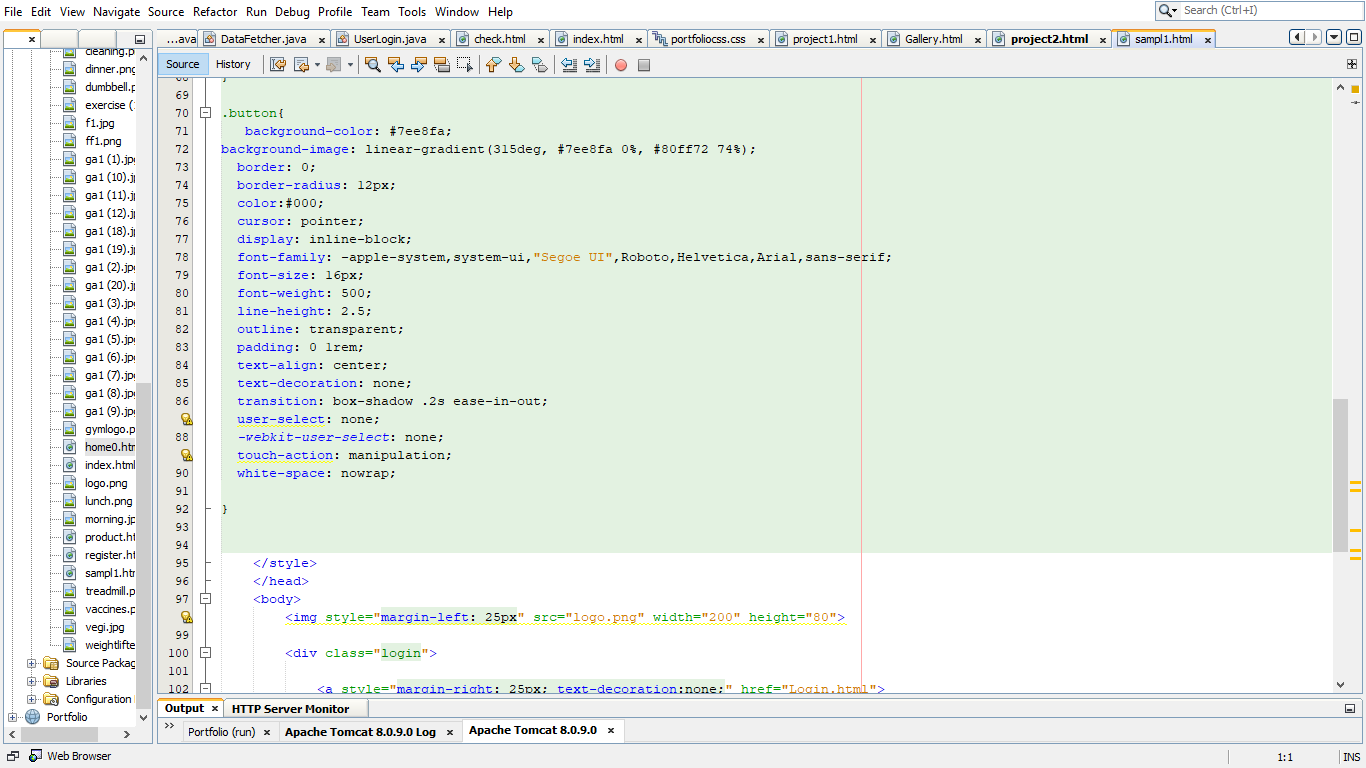 File Edit View Navigate Source Refactor Run Debug Profile Team Tools Window Help
Search (Ctrl+I)
...ava DataFetcher.java UserLogin.java check.html index.html portfoliocss.css project1.html Gallery.html project2.html sampl1.html
Source History
cleaning.p
dinner.png
dumbbell.p
exercise (
f1.jpg
ff1.png
ga1 (1).jp
ga1 (10).j
ga1 (11).j
ga1 (12).j
ga1 (18).j
ga1 (19).j
ga1 (2).jp
ga1 (20).j
ga1 (3).jp
ga1 (4).jp
ga1 (5).jp
ga1 (6).jp
ga1 (7).jp
ga1 (8).jp
ga1 (9).jp
gymlogo.p
home0.htm
index.html
logo.png
lunch.png
morning.jp
product.ht
register.ht
sampl1.htm
treadmill.p
vaccines.p
vegi.jpg
weightlifte
Source Packag
Libraries
Configuration
Portfolio
68 }
69
70 .button{
71 background-color: #7ee8fa;
72 background-image: linear-gradient(315deg, #7ee8fa 0%, #80ff72 74%);
73 border: 0;
74 border-radius: 12px;
75 color:#000;
76 cursor: pointer;
77 display: inline-block;
78 font-family: -apple-system,system-ui,"Segoe UI",Roboto,Helvetica,Arial,sans-serif;
79 font-size: 16px;
80 font-weight: 500;
81 line-height: 2.5;
82 outline: transparent;
83 padding: 0 1rem;
84 text-align: center;
85 text-decoration: none;
86 transition: box-shadow .2s ease-in-out;
user-select: none;
88 -webkit-user-select: none;
touch-action: manipulation;
90 white-space: nowrap;
91
92 }
93
94
95 </style>
96 </head>
97 <body>
<img style="margin-left: 25px" src="logo.png" width="200" height="80">
99
100 <div class="login">
101
102 <a style="margin-right: 25px; text-decoration:none;" href="Login.html">
Output HTTP Server Monitor
Portfolio (run) Apache Tomcat 8.0.9.0 Log Apache Tomcat 8.0.9.0
Web Browser
1:1 INS